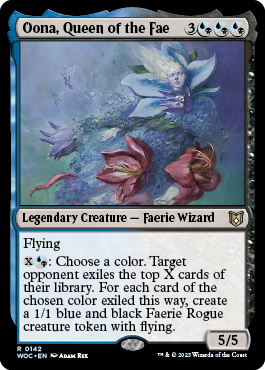 Oona, Queen of the Fae 3
Legendary Creature — Faerie Wizard
Flying
X : Choose a color. Target
opponent exiles the top X cards of
their library. For each card of the
chosen color exiled this way, create
a 1/1 blue and black Faerie Rogue
creature token with flying.
5/5
R 0142
WOC • EN Adam Rex
™ & © 2023 Wizards of the Coast